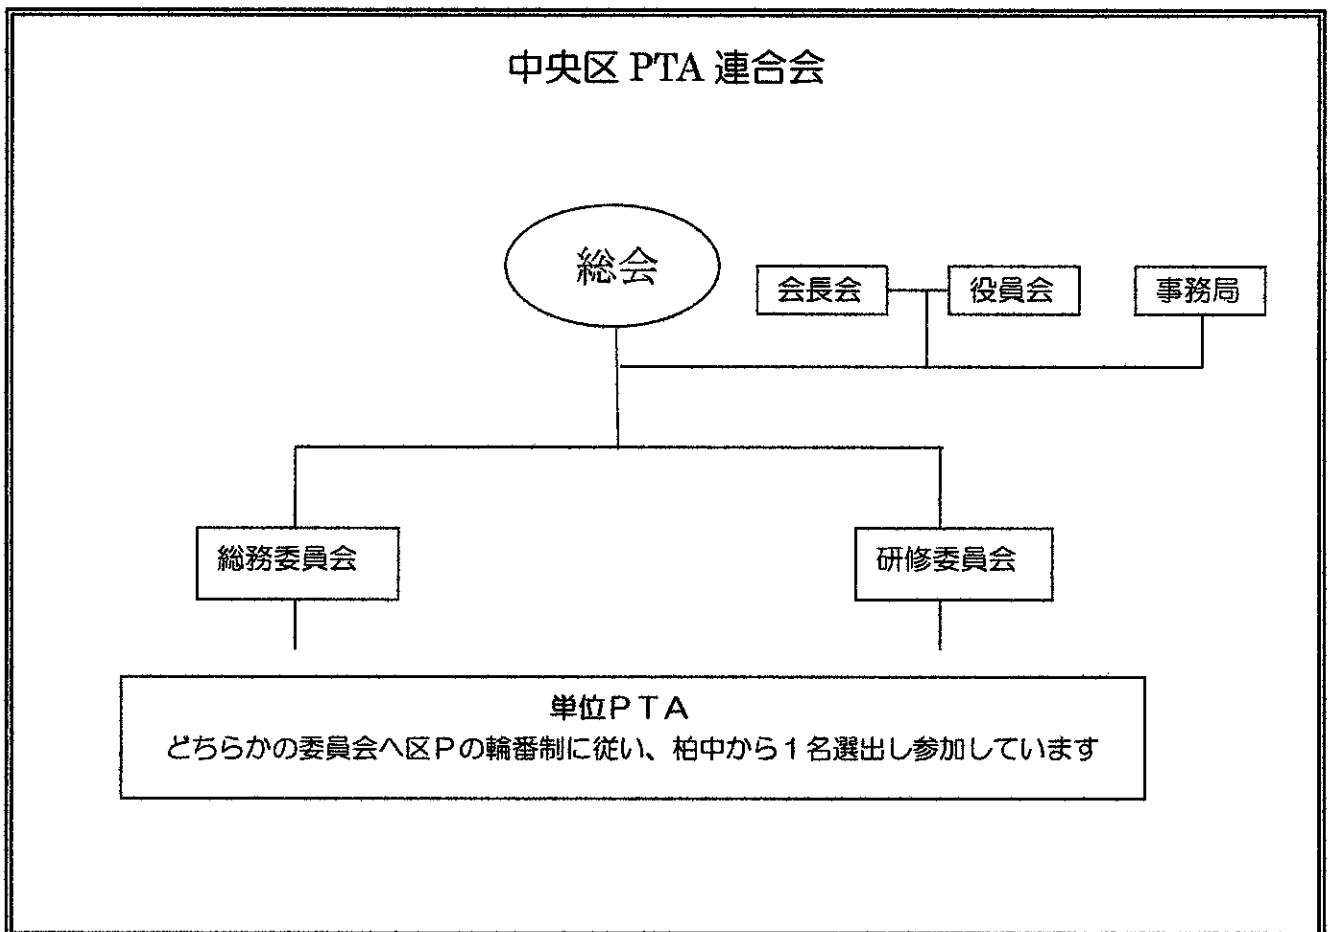 中央区 PTA 連合会
総会
会長会
役員会
事務局
総務委員会
研修委員会
単位PTA
どちらかの委員会へ区Pの輪番制に従い、柏中から1名選出し参加しています